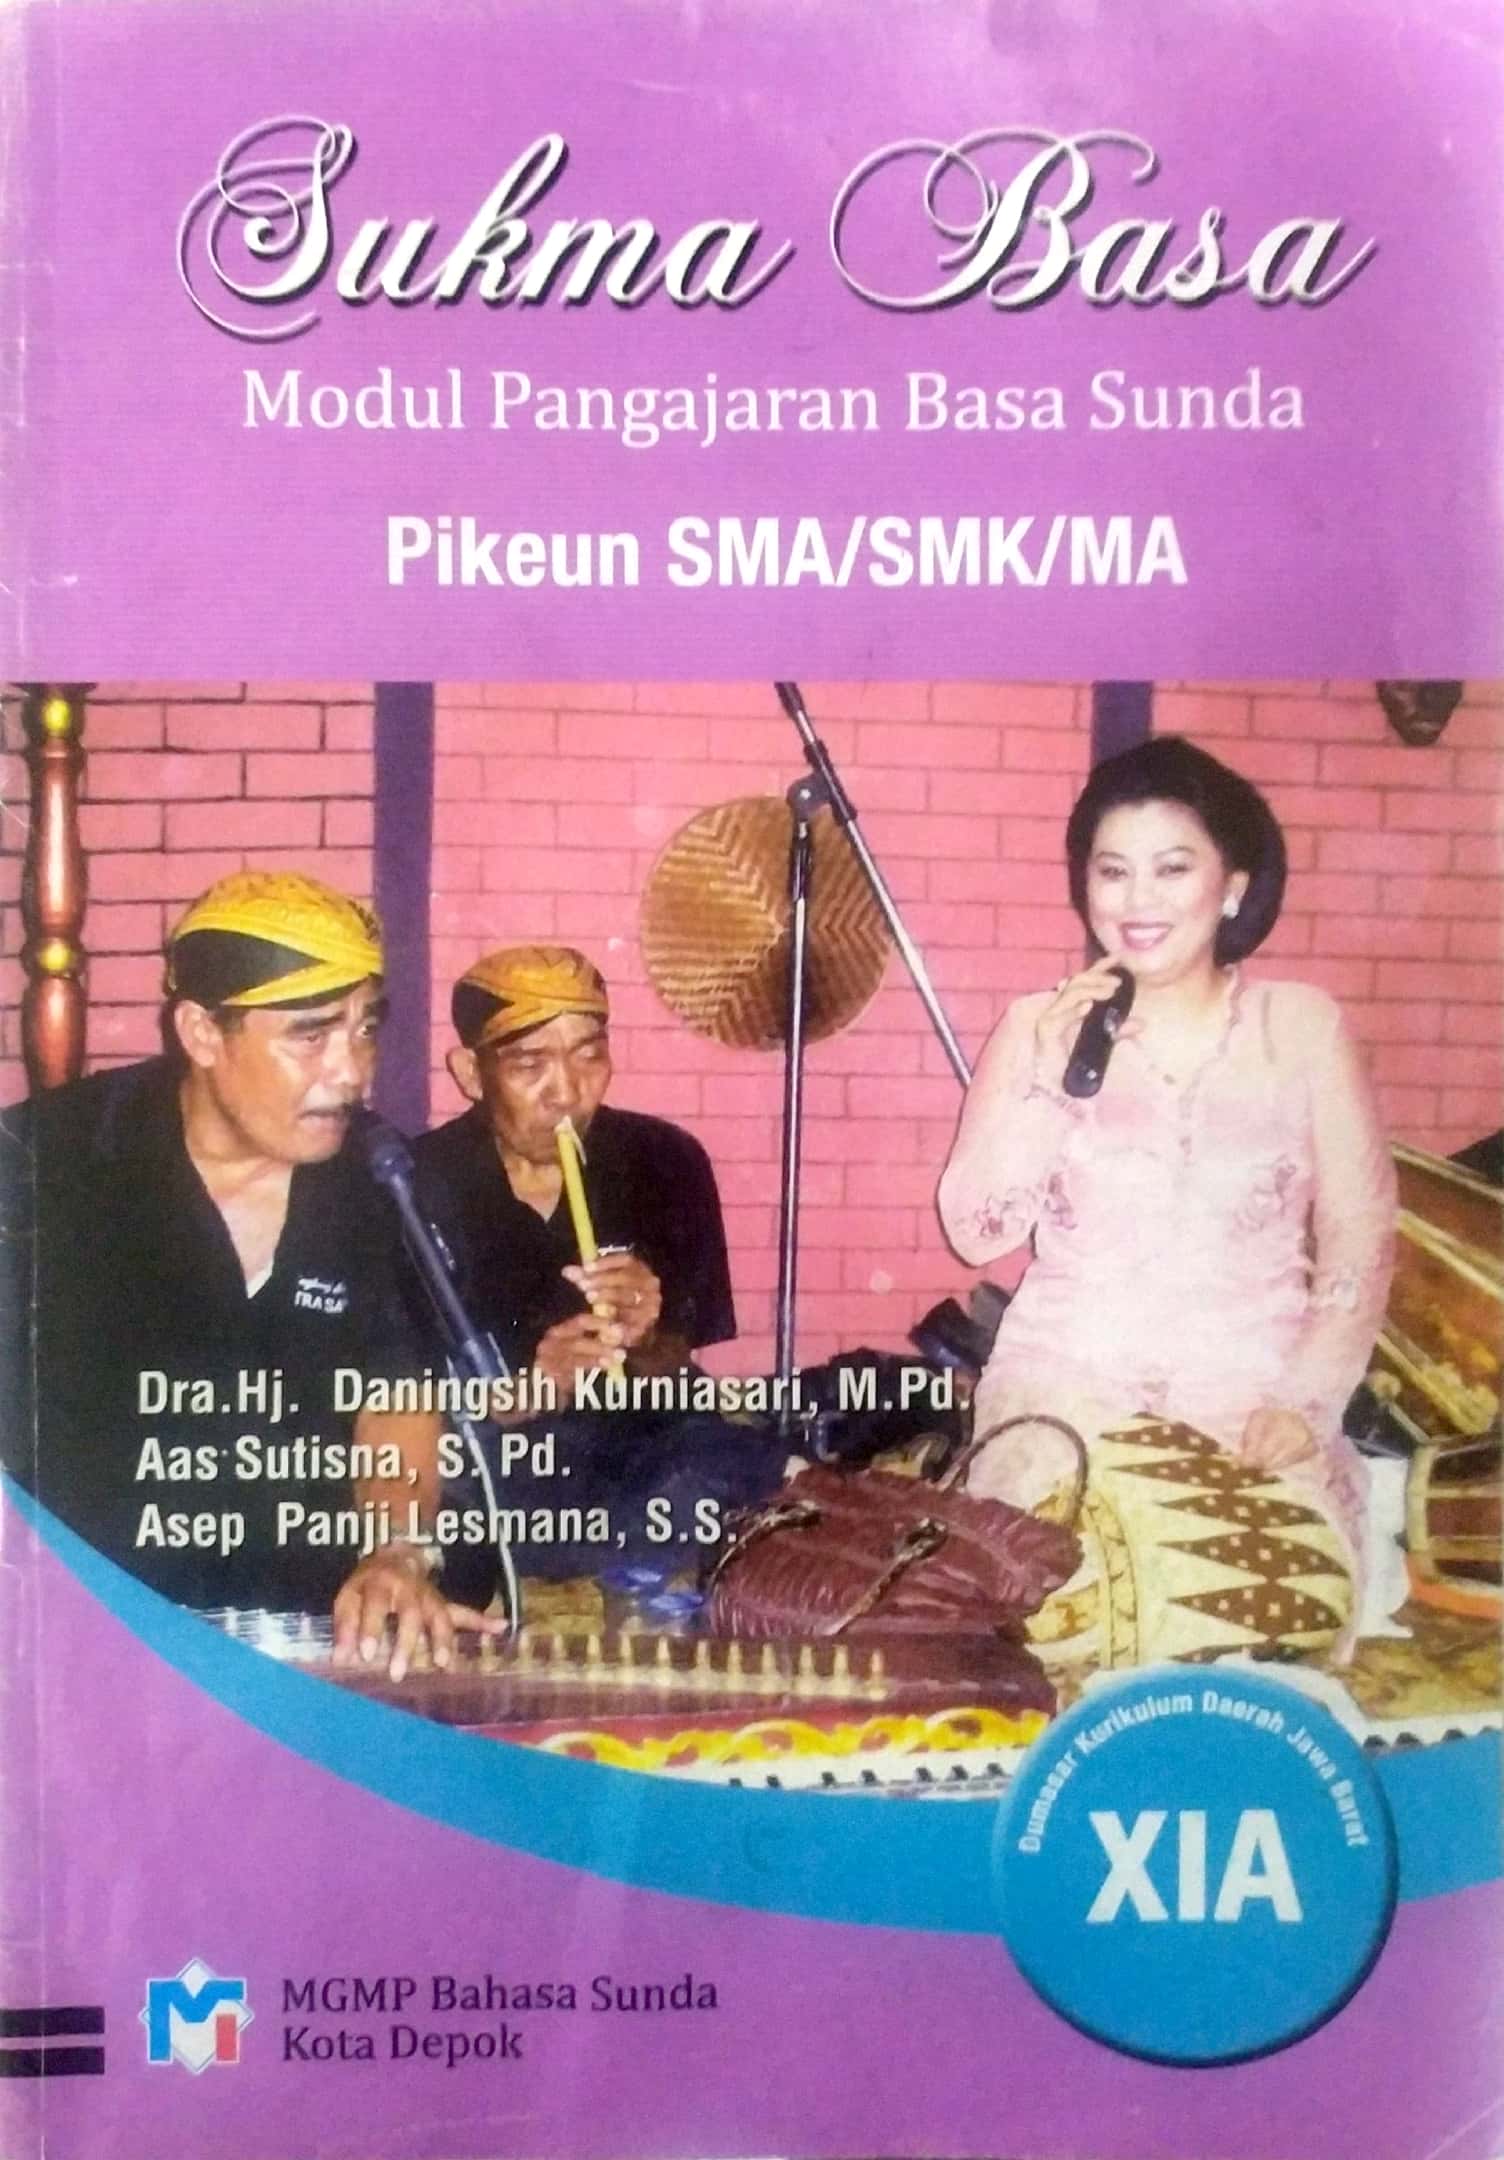 Sukma Basa
Modul Pangajaran Basa Sunda
Pikeun SMA/SMK/MA
TRASA
Dra.Hj. Daningsih Kurniasari, M.Pd.
Aas Sutisna, S. Pd.
Asep Panji Lesmana, S.S.
Dumasar Kurikulum Daerah Jawa Barat
XIA
MGMP Bahasa Sunda
Kota Depok